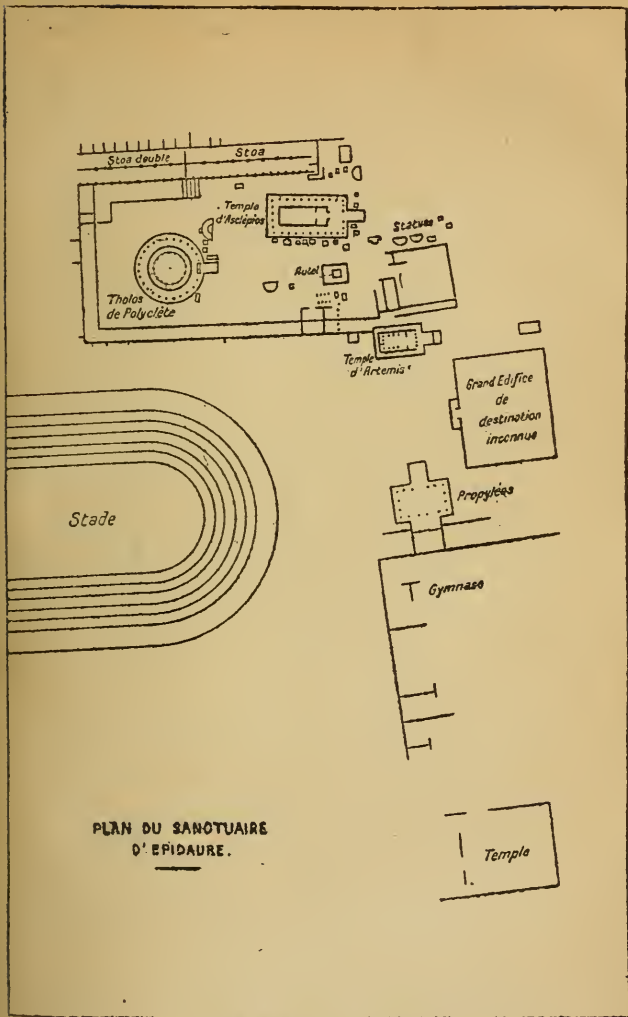 Stoa double
Stoa
Temple
d'Asclépios
Statues
Autel
Tholos
de Polyclète
Temple
d'Artemis
Grand Edifice
de
destination
inconnue
Propylées
Stade
Gymnase
PLAN DU SANCTUAIRE
D'EPIDAURE.
Temple